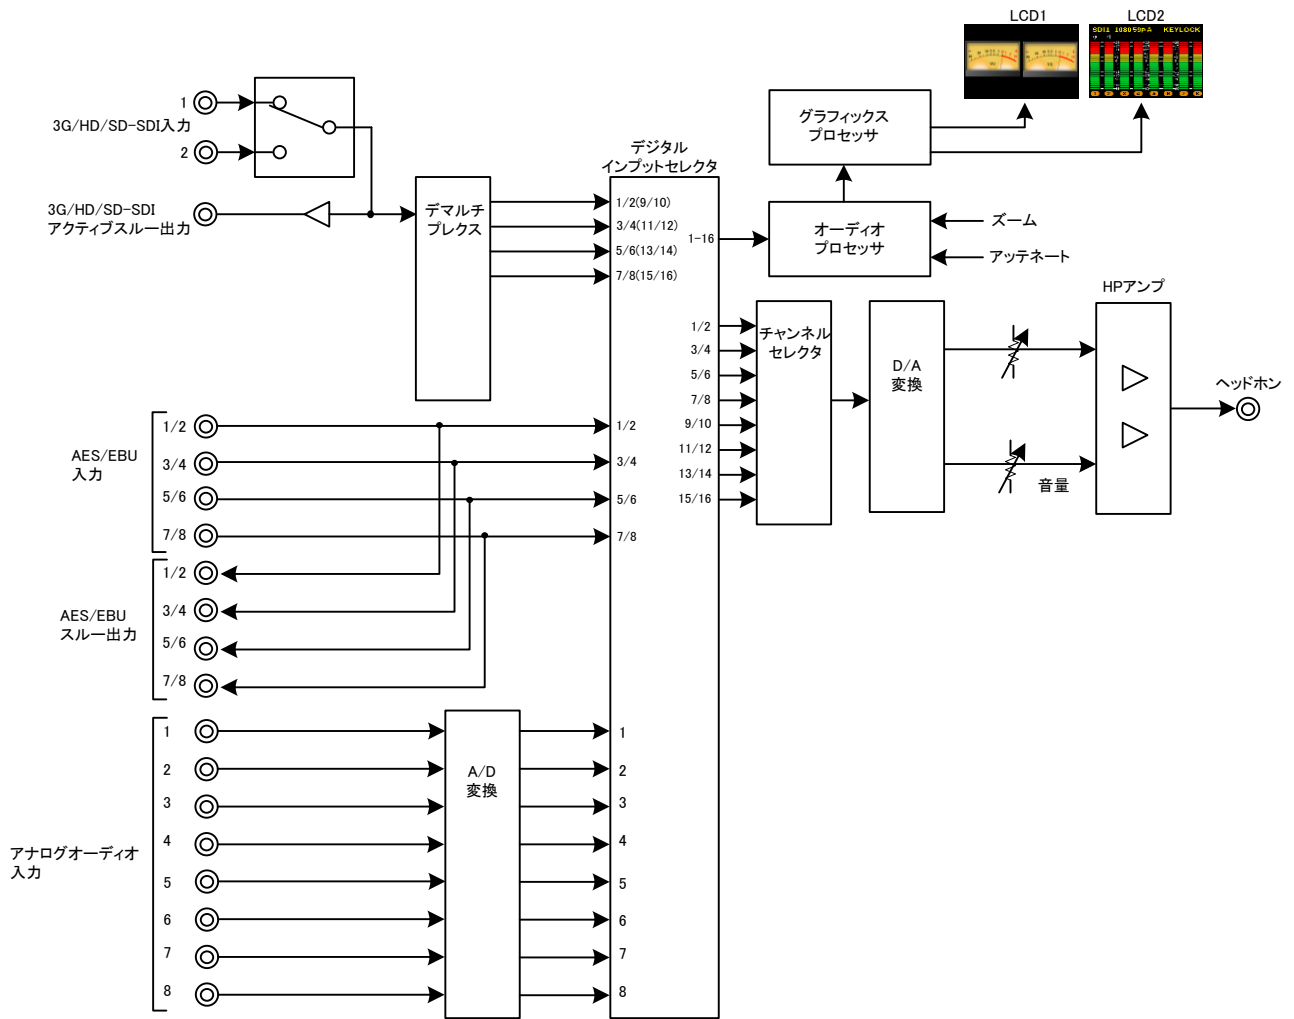 LCD1
LCD2
SDI1 1080 59p A KEYLOCK
グラフィックス
プロセッサ
1
3G/HD/SD-SDI入力
2
3G/HD/SD-SDI
アクティブスルー出力
デマルチ
プレクス
デジタル
インプットセレクタ
1/2(9/10)
3/4(11/12)
5/6(13/14)
7/8(15/16)
1-16
オーディオ
プロセッサ
ズーム
アッテネート
1/2
3/4
5/6
7/8
9/10
11/12
13/14
15/16
チャンネル
セレクタ
D/A
変換
音量
HPアンプ
ヘッドホン
AES/EBU
入力
1/2
3/4
5/6
7/8
1/2
3/4
5/6
7/8
AES/EBU
スルー出力
1/2
3/4
5/6
7/8
アナログオーディオ
入力
1
2
3
4
5
6
7
8
A/D
変換
1
2
3
4
5
6
7
8